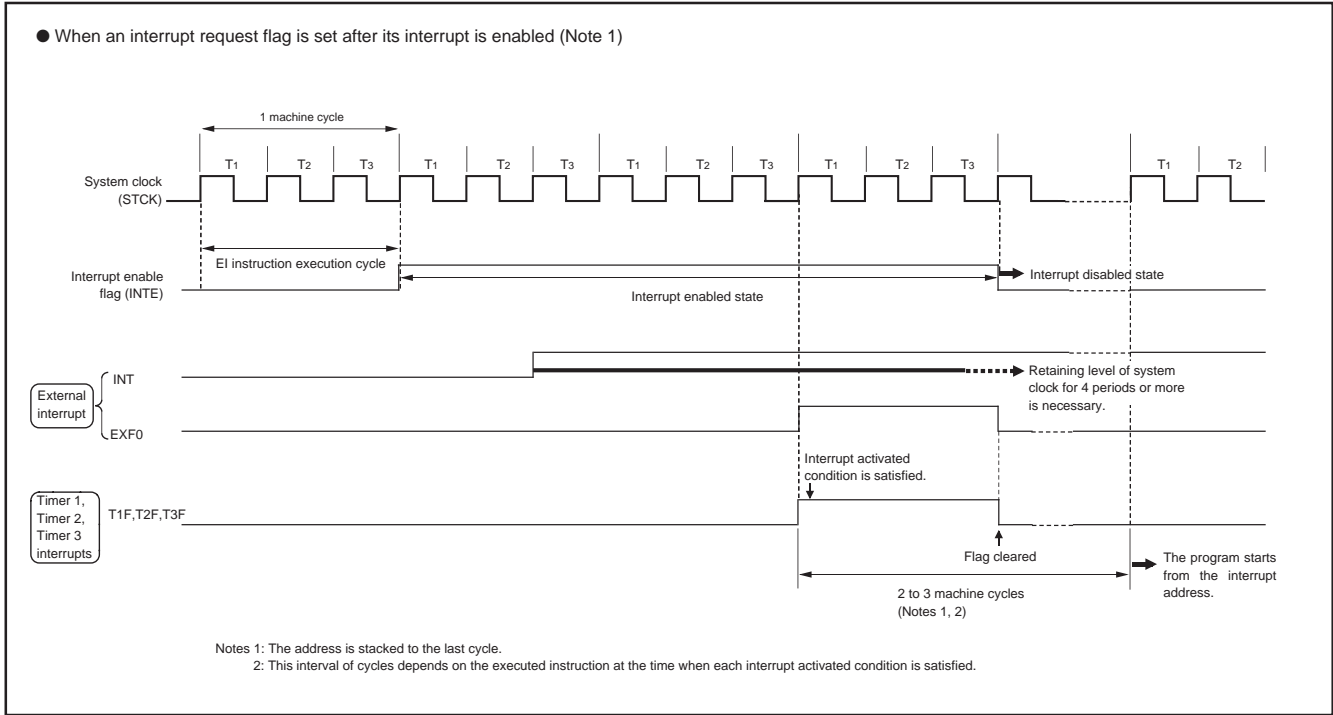 ● When an interrupt request flag is set after its interrupt is enabled (Note 1)
1 machine cycle
T1 T2 T3 T1 T2 T3 T1 T2 T3 T1 T2 T3 T1 T2
System clock
(STCK)
EI instruction execution cycle
Interrupt enable
flag (INTE)
Interrupt enabled state
Interrupt disabled state
External
interrupt
INT
EXF0
Retaining level of system
clock for 4 periods or more
is necessary.
Interrupt activated
condition is satisfied.
Timer 1,
Timer 2,
Timer 3
interrupts
T1F,T2F,T3F
Flag cleared
2 to 3 machine cycles
(Notes 1, 2)
The program starts
from the interrupt
address.
Notes 1: The address is stacked to the last cycle.
2: This interval of cycles depends on the executed instruction at the time when each interrupt activated condition is satisfied.